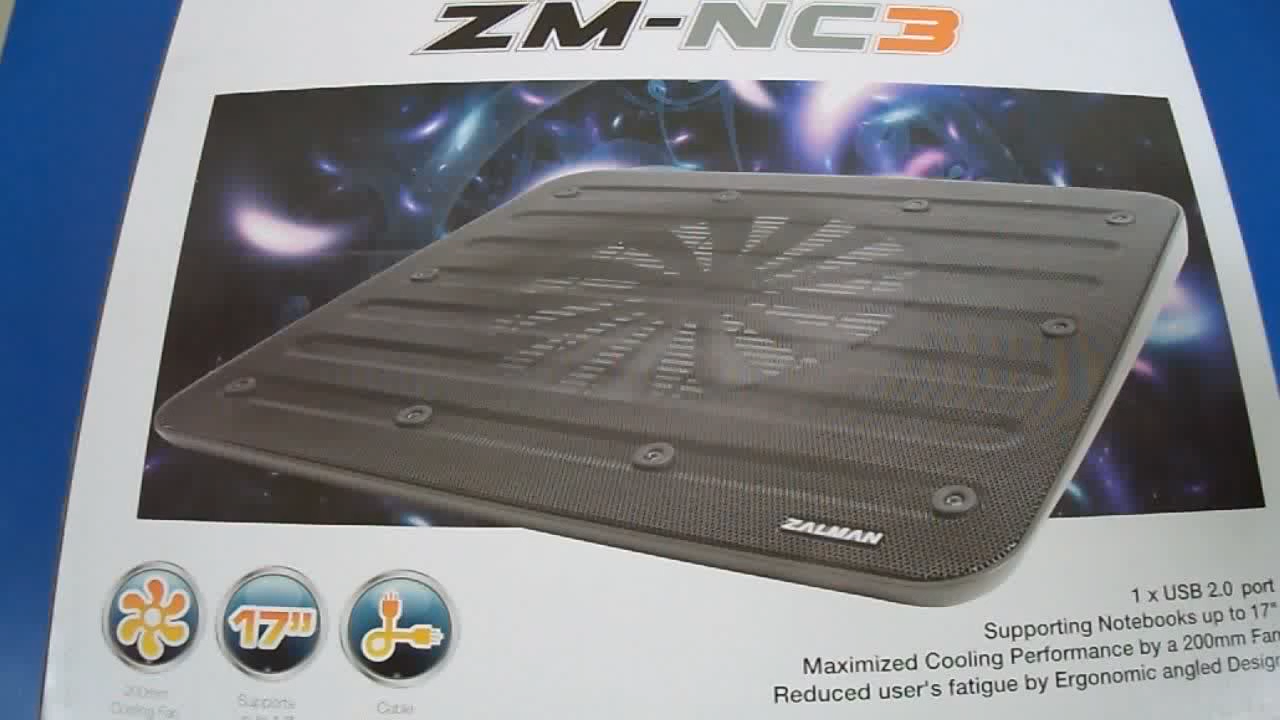 ZM-NC3
ZALMAN
1 x USB 2.0 port
Supporting Notebooks up to 17"
Maximized Cooling Performance by a 200mm Fan
Reduced user's fatigue by Ergonomic angled Design
17"
200mm
Cooling Fan
Supports
Cable